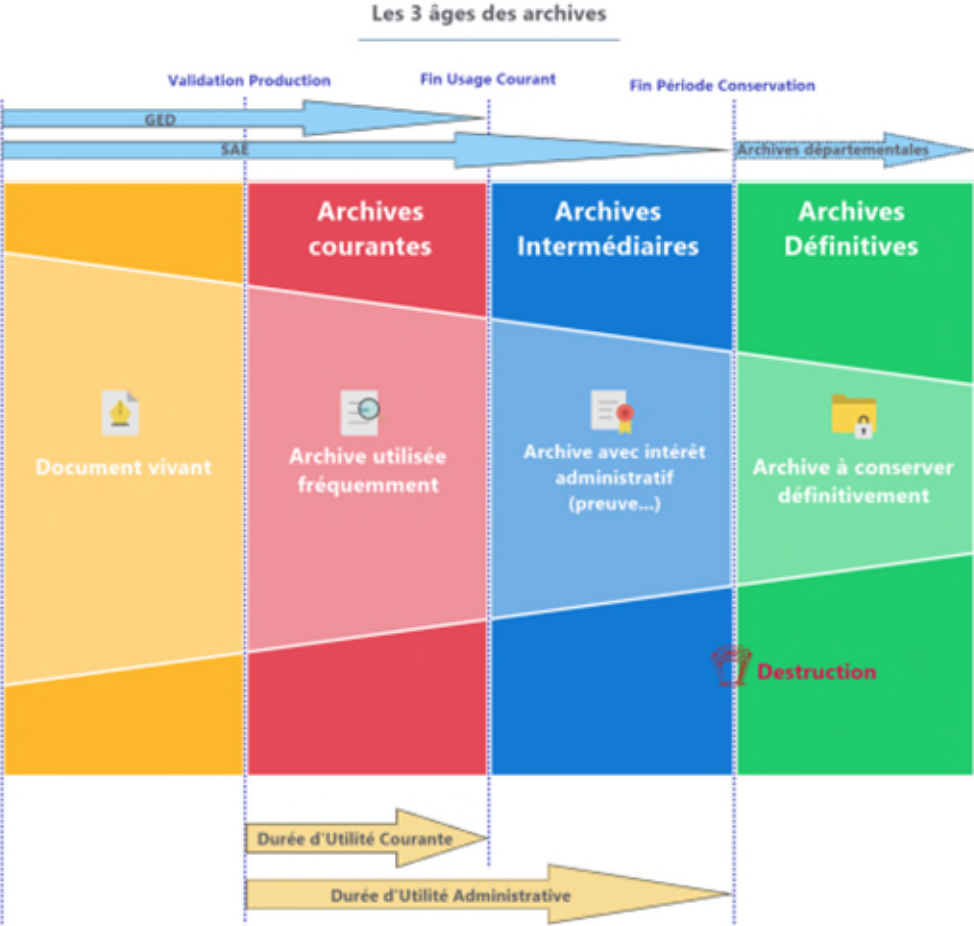 Les 3 âges des archives
Validation Production
Fin Usage Courant
Fin Période Conservation
GED
SAE
Archives départementales
Archives
courantes
Archives
Intermédiaires
Archives
Définitives
Document vivant
Archive utilisée
fréquemment
Archive avec intérêt
administratif
(preuve...)
Archive à conserver
définitivement
Destruction
Durée d'Utilité Courante
Durée d'Utilité Administrative